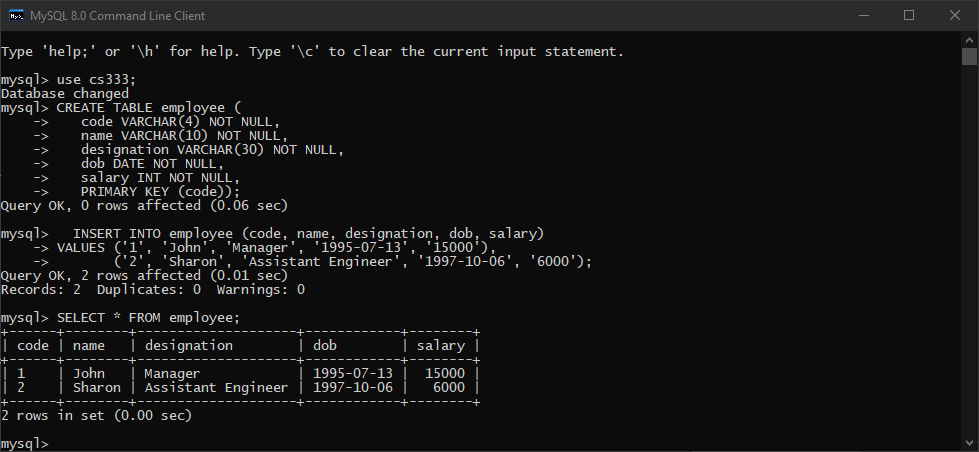 MySQL 8.0 Command Line Client
Type 'help;' or '\h' for help. Type '\c' to clear the current input statement.
mysql> use cs333;
Database changed
mysql> CREATE TABLE employee (
    ->     code VARCHAR(4) NOT NULL,
    ->     name VARCHAR(10) NOT NULL,
    ->     designation VARCHAR(30) NOT NULL,
    ->     dob DATE NOT NULL,
    ->     salary INT NOT NULL,
    ->     PRIMARY KEY (code));
Query OK, 0 rows affected (0.06 sec)
mysql>   INSERT INTO employee (code, name, designation, dob, salary)
    -> VALUES ('1', 'John', 'Manager', '1995-07-13', '15000'),
    ->        ('2', 'Sharon', 'Assistant Engineer', '1997-10-06', '6000');
Query OK, 2 rows affected (0.01 sec)
Records: 2  Duplicates: 0  Warnings: 0
mysql> SELECT * FROM employee;
+------+--------+--------------------+------------+--------+
| code | name   | designation        | dob        | salary |
+------+--------+--------------------+------------+--------+
| 1    | John   | Manager            | 1995-07-13 |  15000 |
| 2    | Sharon | Assistant Engineer | 1997-10-06 |   6000 |
+------+--------+--------------------+------------+--------+
2 rows in set (0.00 sec)
mysql>